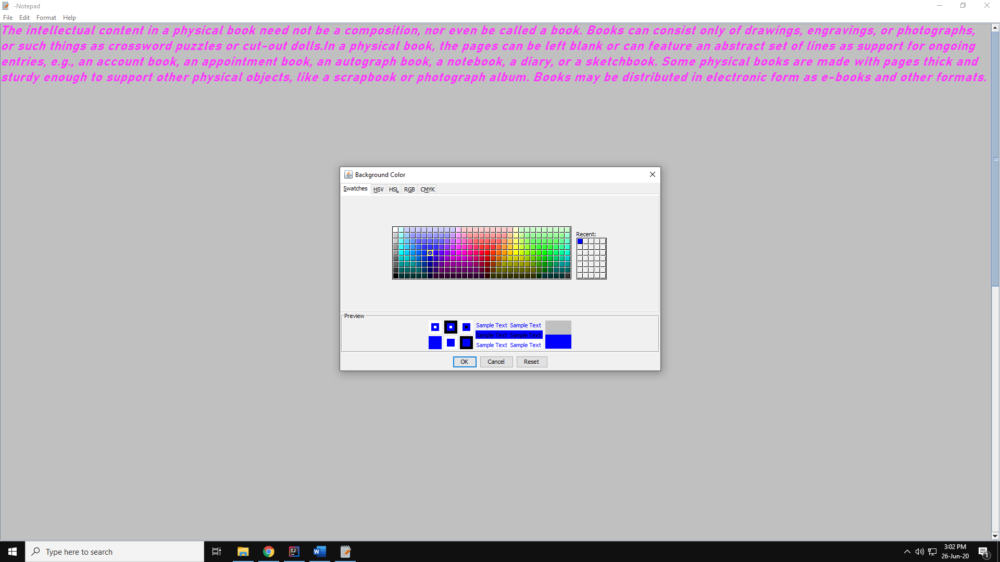 -Notepad
File Edit Format Help
The intellectual content in a physical book need not be a composition, nor even be called a book. Books can consist only of drawings, engravings, or photographs,
or such things as crossword puzzles or cut-out dolls.In a physical book, the pages can be left blank or can feature an abstract set of lines as support for ongoing
entries, e.g., an account book, an appointment book, an autograph book, a notebook, a diary, or a sketchbook. Some physical books are made with pages thick and
sturdy enough to support other physical objects, like a scrapbook or photograph album. Books may be distributed in electronic form as e-books and other formats.
Background Color
Swatches HSV HSL RGB CMYK
Recent:
Preview
Sample Text Sample Text
Sample Text Sample Text
Sample Text Sample Text
OK Cancel Reset
Type here to search
IJ
W
3:02 PM
26-Jun-20
1